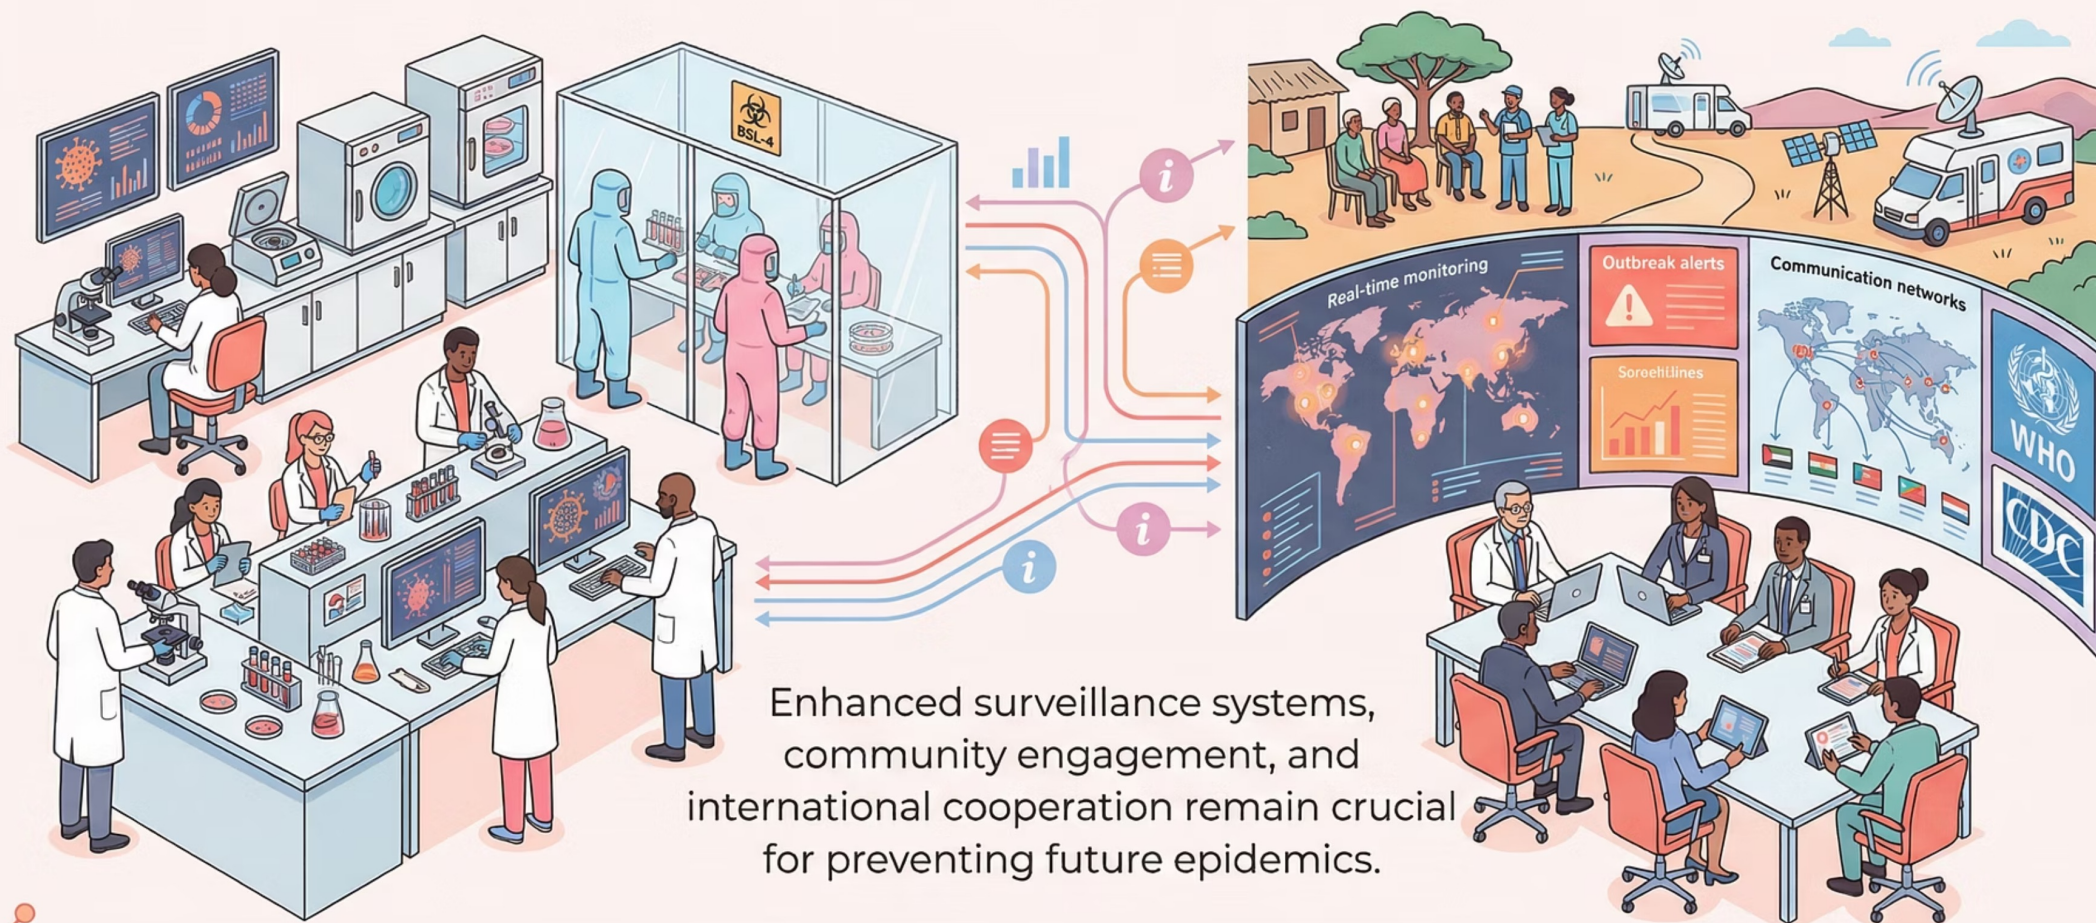 BSL-4
Real-time monitoring
Outbreak alerts
Communication networks
WHO
CDC
Enhanced surveillance systems,
community engagement, and
international cooperation remain crucial
for preventing future epidemics.